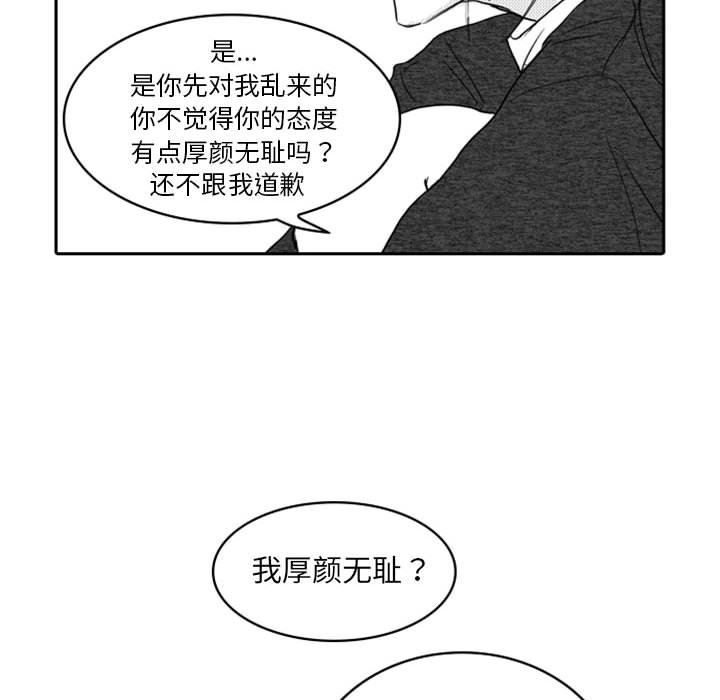 是...
是你先对我乱来的
你不觉得你的态度
有点厚颜无耻吗？
还不跟我道歉
我厚颜无耻？